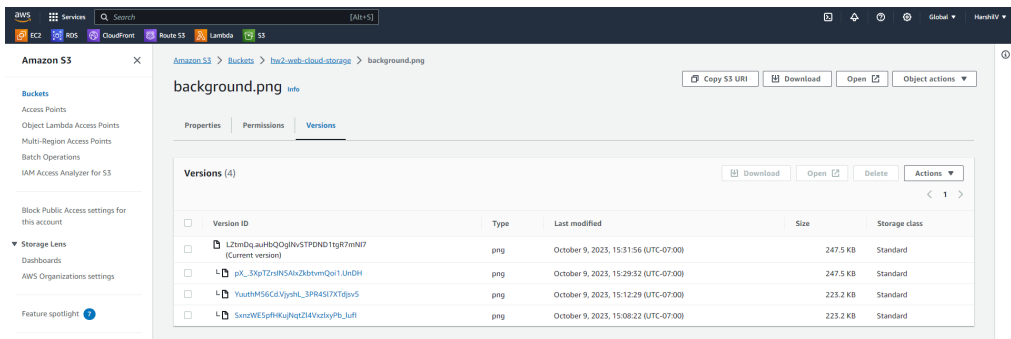 aws Services Search [Alt+S] Global ▼ HarshilV ▼
EC2 RDS CloudFront Route 53 Lambda S3
Amazon S3
Buckets
Access Points
Object Lambda Access Points
Multi-Region Access Points
Batch Operations
IAM Access Analyzer for S3
Block Public Access settings for
this account
▼ Storage Lens
Dashboards
AWS Organizations settings
Feature spotlight 7
Amazon S3 > Buckets > hw2-web-cloud-storage > background.png
background.png Info
Copy S3 URI Download Open Object actions ▼
Properties Permissions Versions
Versions (4)
Download Open Delete Actions ▼
< 1 >
Version ID Type Last modified Size Storage class
LZtmDq.auHbQOglNvSTPDND1tgR7mNI7 png October 9, 2023, 15:31:56 (UTC-07:00) 247.5 KB Standard
(Current version)
pX_.3XpTZrsIN5AIxZkbtvmQoi1.UnDH png October 9, 2023, 15:29:32 (UTC-07:00) 247.5 KB Standard
YuuthMS6Cd.VjyshL_3PR4SI7XTdjsv5 png October 9, 2023, 15:12:29 (UTC-07:00) 223.2 KB Standard
SxnzWE5pfHKujNqtZI4VxzlxyPb_lufI png October 9, 2023, 15:08:22 (UTC-07:00) 223.2 KB Standard